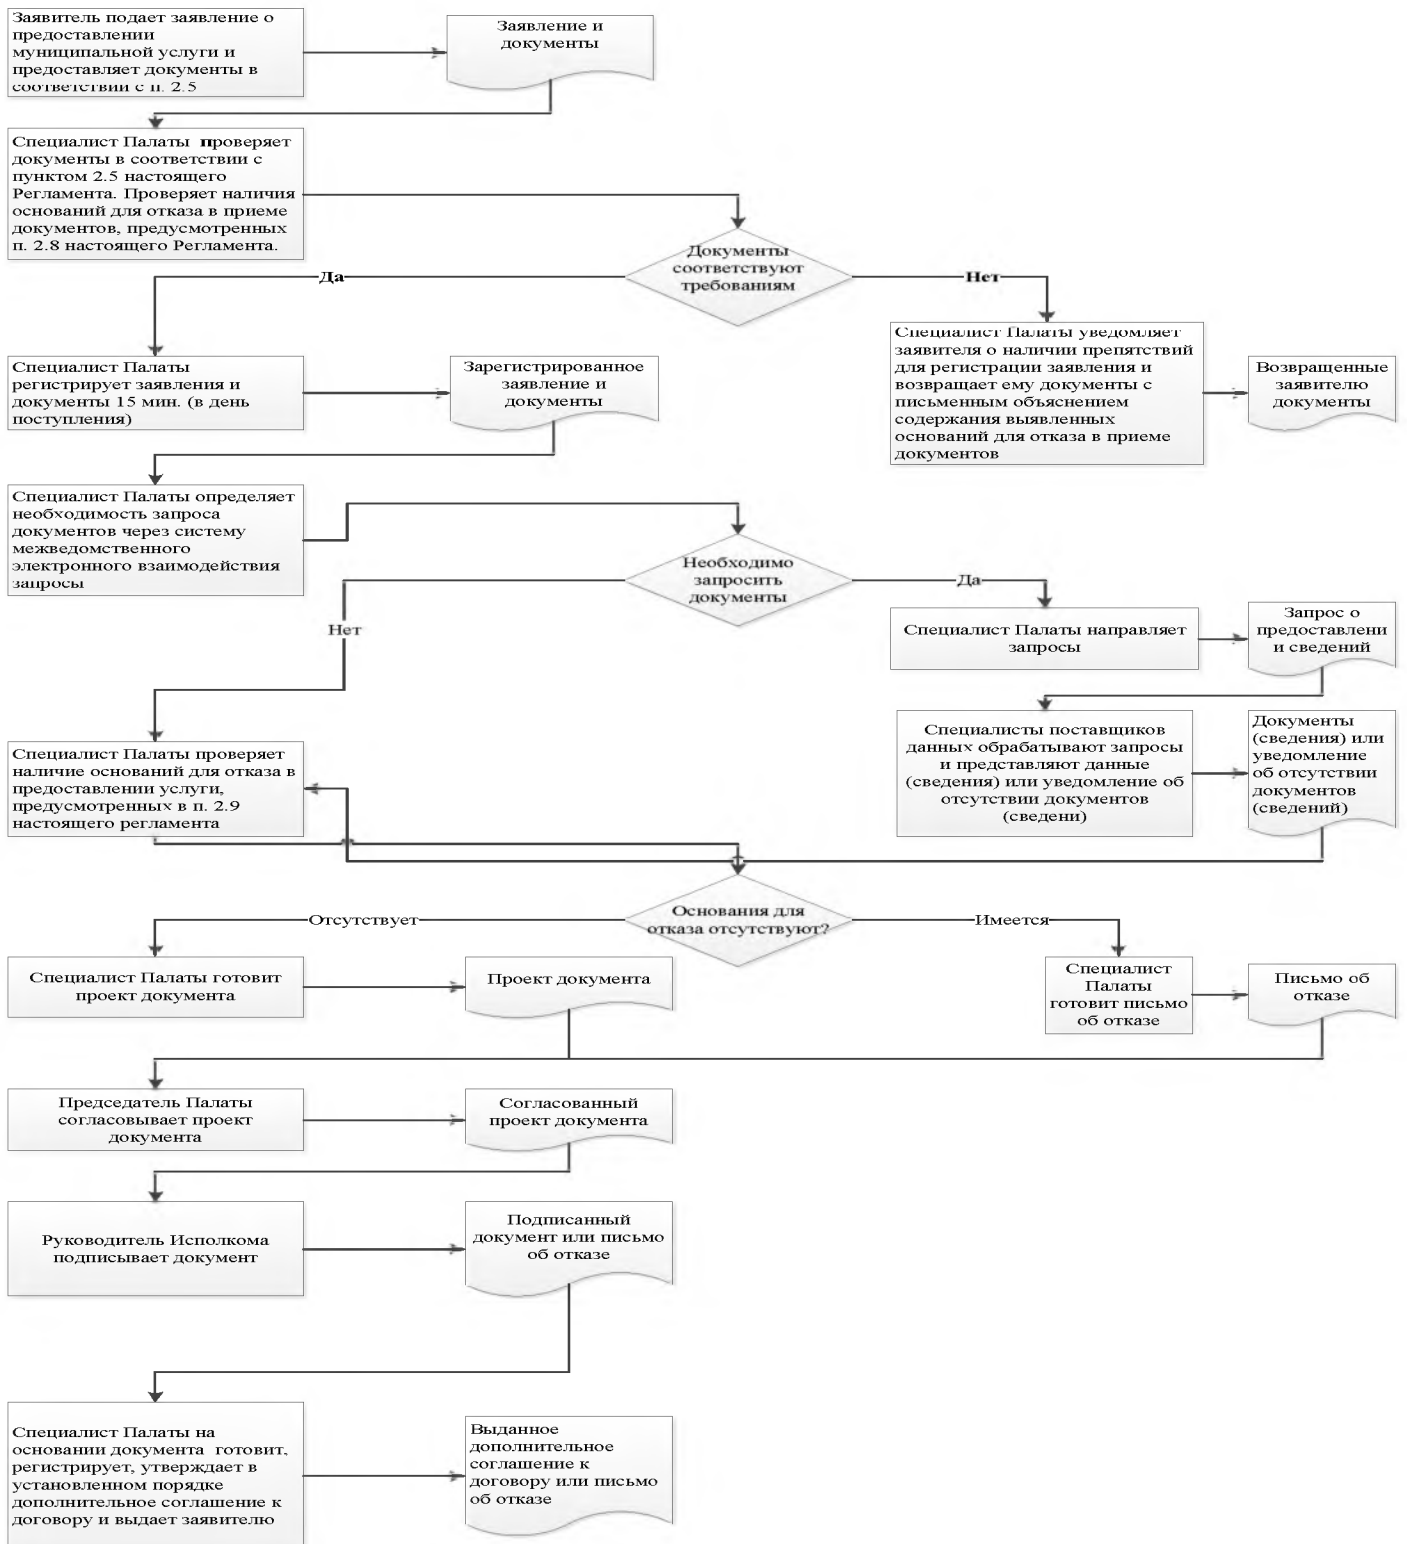 Заявитель подает заявление о
предоставлении
муниципальной услуги и
предоставляет документы в
соответствии с п. 2.5
Заявление и
документы
Специалист Палаты проверяет
документы в соответствии с
пунктом 2.5 настоящего
Регламента. Проверяет наличия
оснований для отказа в приеме
документов, предусмотренных
п. 2.8 настоящего Регламента.
Документы
соответствуют
требованиям
Да
Нет
Специалист Палаты
регистрирует заявления и
документы 15 мин. (в день
поступления)
Зарегистрированное
заявление и
документы
Специалист Палаты уведомляет
заявителя о наличии препятствий
для регистрации заявления и
возвращает ему документы с
письменным объяснением
содержания выявленных
оснований для отказа в приеме
документов
Возвращенные
заявителю
документы
Специалист Палаты определяет
необходимость запроса
документов через систему
межведомственного
электронного взаимодействия
запросы
Необходимо
запросить
документы
Да
Нет
Специалист Палаты направляет
запросы
Запрос о
предоставлени
и сведений
Специалисты поставщиков
данных обрабатывают запросы
и представляют данные
(сведения) или уведомление об
отсутствии документов
(сведени)
Документы
(сведения) или
уведомление
об отсутствии
документов
(сведений)
Специалист Палаты проверяет
наличие оснований для отказа в
предоставлении услуги,
предусмотренных в п. 2.9
настоящего регламента
Основания для
отказа отсутствуют?
Отсутствует
Имеется
Специалист Палаты готовит
проект документа
Проект документа
Специалист
Палаты
готовит письмо
об отказе
Письмо об
отказе
Председатель Палаты
согласовывает проект
документа
Согласованный
проект документа
Руководитель Исполкома
подписывает документ
Подписанный
документ или письмо
об отказе
Специалист Палаты на
основании документа готовит,
регистрирует, утверждает в
установленном порядке
дополнительное соглашение к
договору и выдает заявителю
Выданное
дополнительное
соглашение к
договору или письмо
об отказе